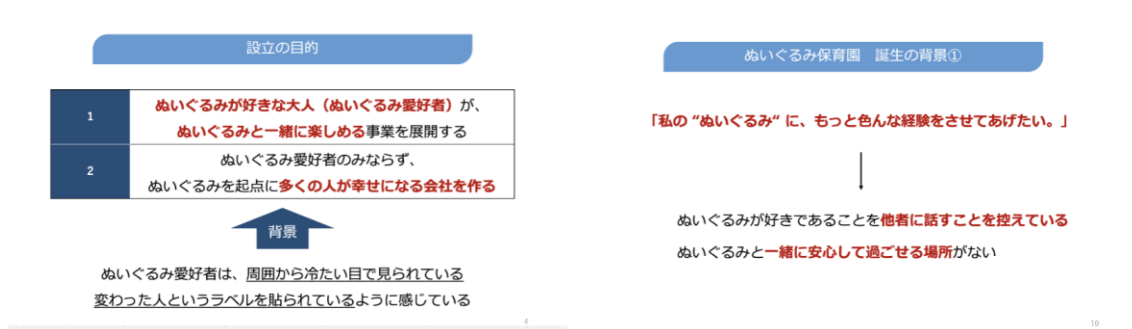 設立の目的
1
ぬいぐるみが好きな大人（ぬいぐるみ愛好者）が、
ぬいぐるみと一緒に楽しめる事業を展開する
2
ぬいぐるみ愛好者のみならず、
ぬいぐるみを起点に多くの人が幸せになる会社を作る
背景
ぬいぐるみ愛好者は、周囲から冷たい目で見られている
変わった人というラベルを貼られているように感じている
4
ぬいぐるみ保育園　誕生の背景①
「私の “ぬいぐるみ“ に、もっと色んな経験をさせてあげたい。」
ぬいぐるみが好きであることを他者に話すことを控えている
ぬいぐるみと一緒に安心して過ごせる場所がない
10